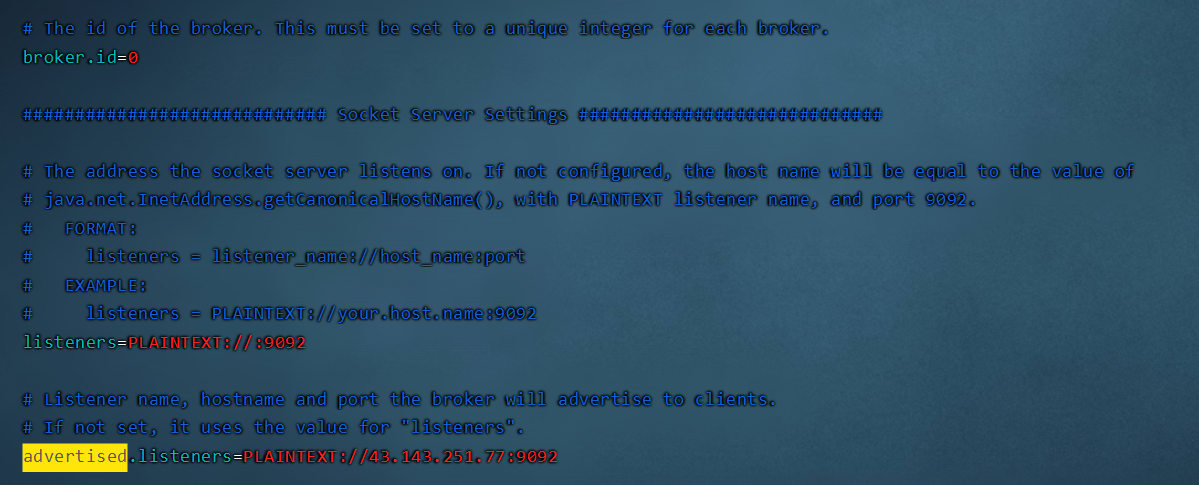 # The id of the broker. This must be set to a unique integer for each broker.
broker.id=0
############################# Socket Server Settings #############################
# The address the socket server listens on. If not configured, the host name will be equal to the value of
# java.net.InetAddress.getCanonicalHostName(), with PLAINTEXT listener name, and port 9092.
#   FORMAT:
#     listeners = listener_name://host_name:port
#   EXAMPLE:
#     listeners = PLAINTEXT://your.host.name:9092
listeners=PLAINTEXT://:9092
# Listener name, hostname and port the broker will advertise to clients.
# If not set, it uses the value for "listeners".
advertised.listeners=PLAINTEXT://43.143.251.77:9092